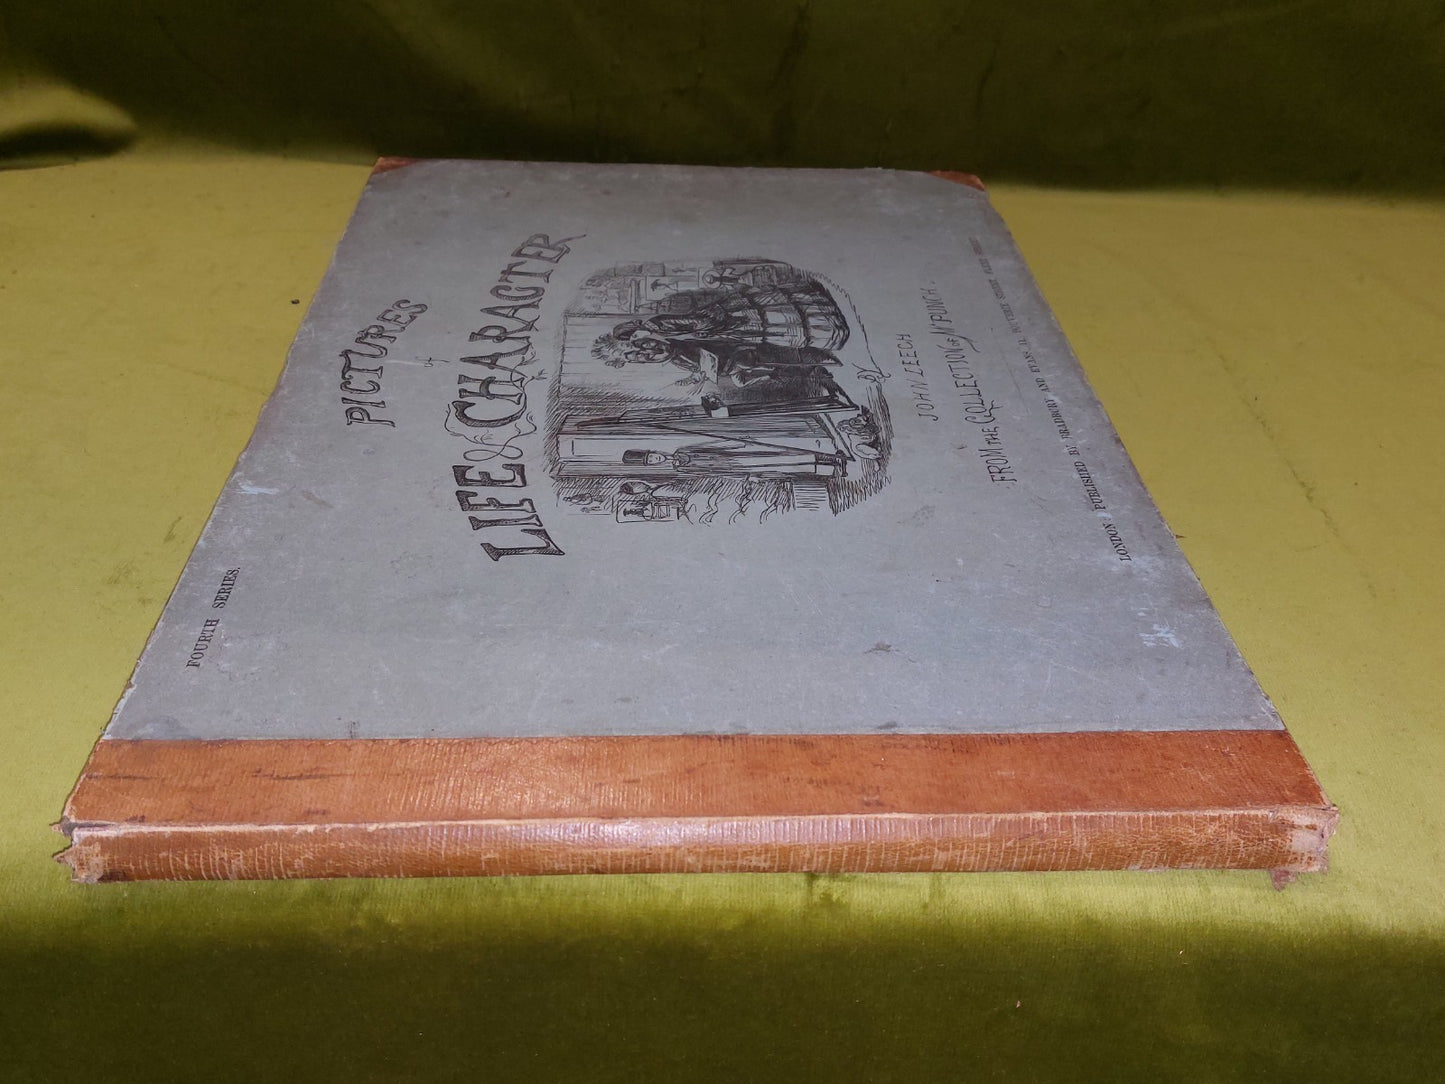 FOURTH SERIES.
PICTURES
of
LIFE & CHARACTER
BY
JOHN LEECH
FROM THE COLLECTION OF MR PUNCH.
LONDON: PUBLISHED BY BRADBURY AND EVANS, 11, BOUVERIE STREET, FLEET STREET.